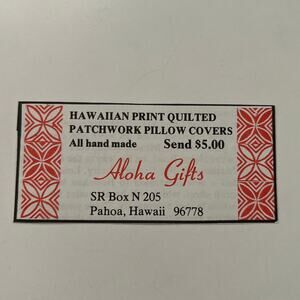 HAWAIIAN PRINT QUILTED
PATCHWORK PILLOW COVERS
All hand made Send $5.00
Aloha Gifts
SR Box N 205
Pahoa, Hawaii 96778